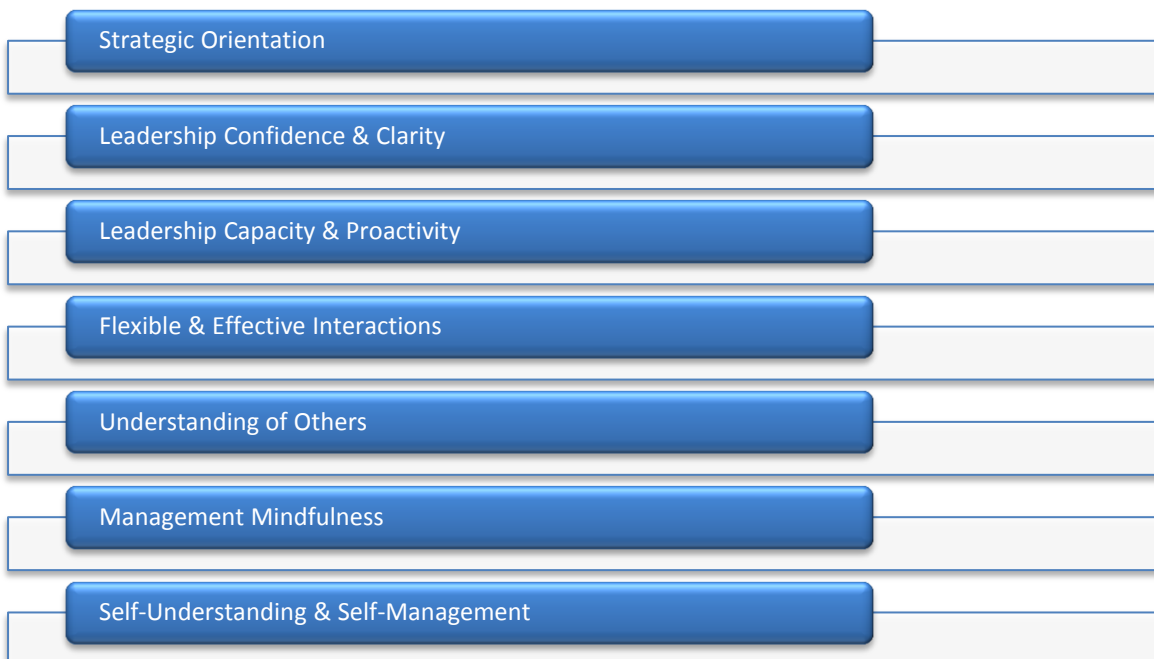 Strategic Orientation
Leadership Confidence & Clarity
Leadership Capacity & Proactivity
Flexible & Effective Interactions
Understanding of Others
Management Mindfulness
Self-Understanding & Self-Management